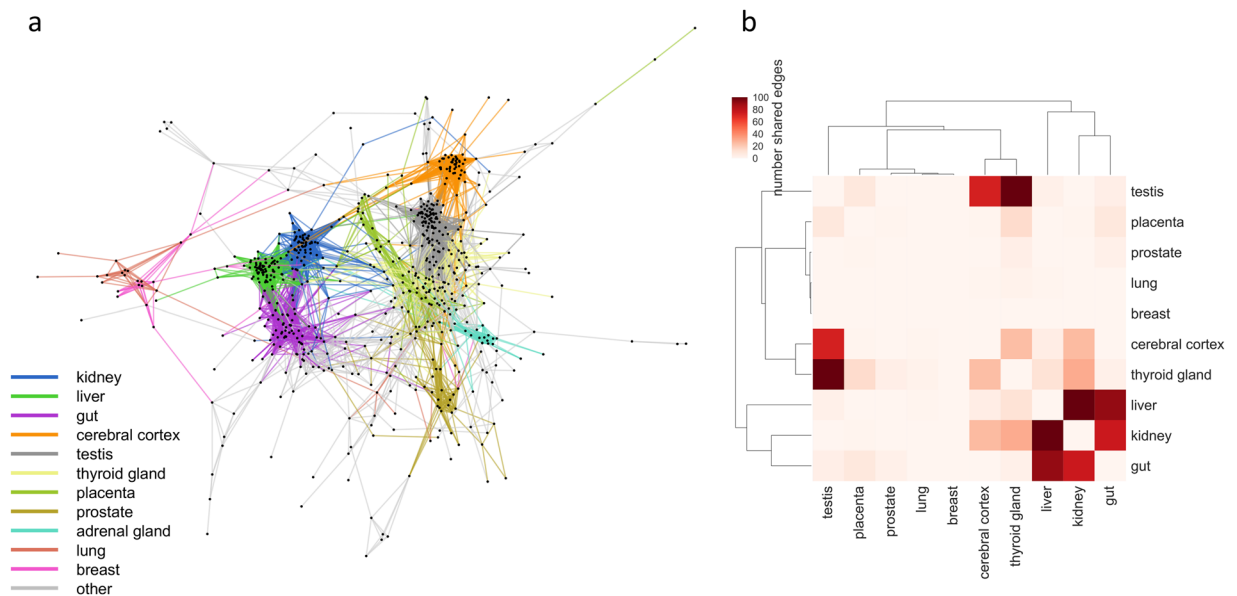 a
b
number shared edges
100
80
60
40
20
0
testis
placenta
prostate
lung
breast
cerebral cortex
thyroid gland
liver
kidney
gut
testis
placenta
prostate
lung
breast
cerebral cortex
thyroid gland
liver
kidney
gut
kidney
liver
gut
cerebral cortex
testis
thyroid gland
placenta
prostate
adrenal gland
lung
breast
other